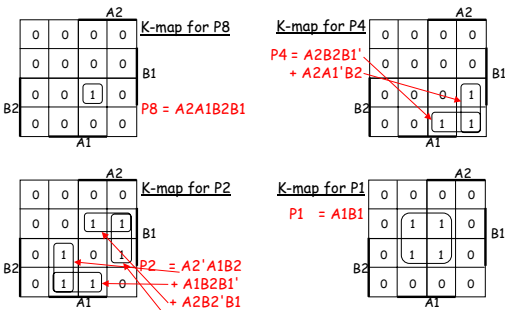 A2
K-map for P8
0 0 0 0
0 0 0 0
B1
0 0 1 0
B2
P8 = A2A1B2B1
0 0 0 0
A1
A2
K-map for P4
0 0 0 0
P4 = A2B2B1'
+ A2A1'B2
0 0 0 0
B1
0 0 0 1
B2
0 0 1 1
A1
A2
K-map for P2
0 0 0 0
0 0 1 1
B1
0 1 0 1
B2
P2 = A2'A1B2
0 1 1 0
+ A1B2B1'
A1
+ A2B2'B1
A2
K-map for P1
0 0 0 0
P1 = A1B1
0 1 1 0
B1
0 1 1 0
B2
0 0 0 0
A1